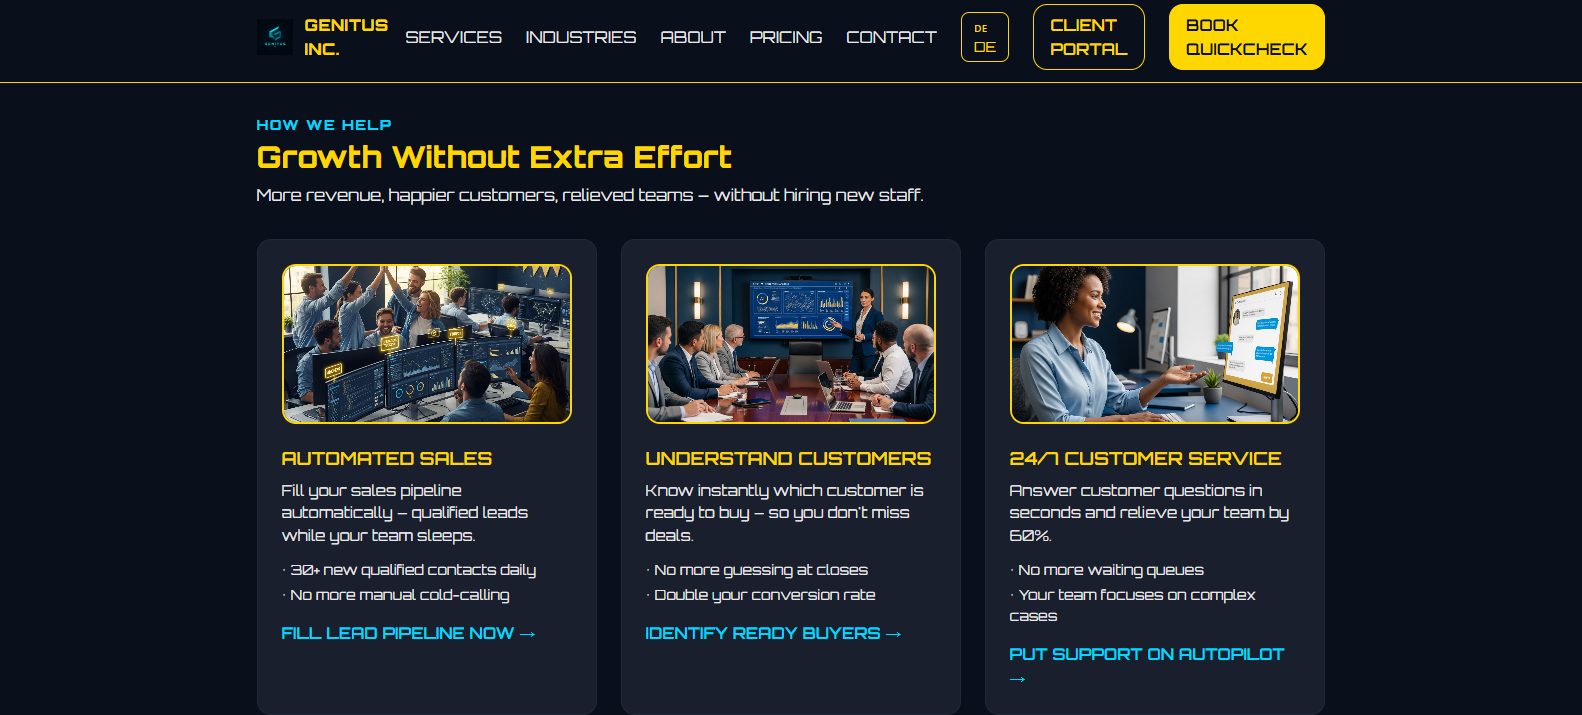 GENITUS
GENITUS
INC.
SERVICES
INDUSTRIES
ABOUT
PRICING
CONTACT
DE
DE
CLIENT
PORTAL
BOOK
QUICKCHECK
HOW WE HELP
Growth Without Extra Effort
More revenue, happier customers, relieved teams – without hiring new staff.
AUTOMATED SALES
Fill your sales pipeline
automatically – qualified leads
while your team sleeps.
· 30+ new qualified contacts daily
· No more manual cold-calling
FILL LEAD PIPELINE NOW →
UNDERSTAND CUSTOMERS
Know instantly which customer is
ready to buy – so you don't miss
deals.
· No more guessing at closes
· Double your conversion rate
IDENTIFY READY BUYERS →
24/7 CUSTOMER SERVICE
Answer customer questions in
seconds and relieve your team by
60%.
· No more waiting queues
· Your team focuses on complex
cases
PUT SUPPORT ON AUTOPILOT
→